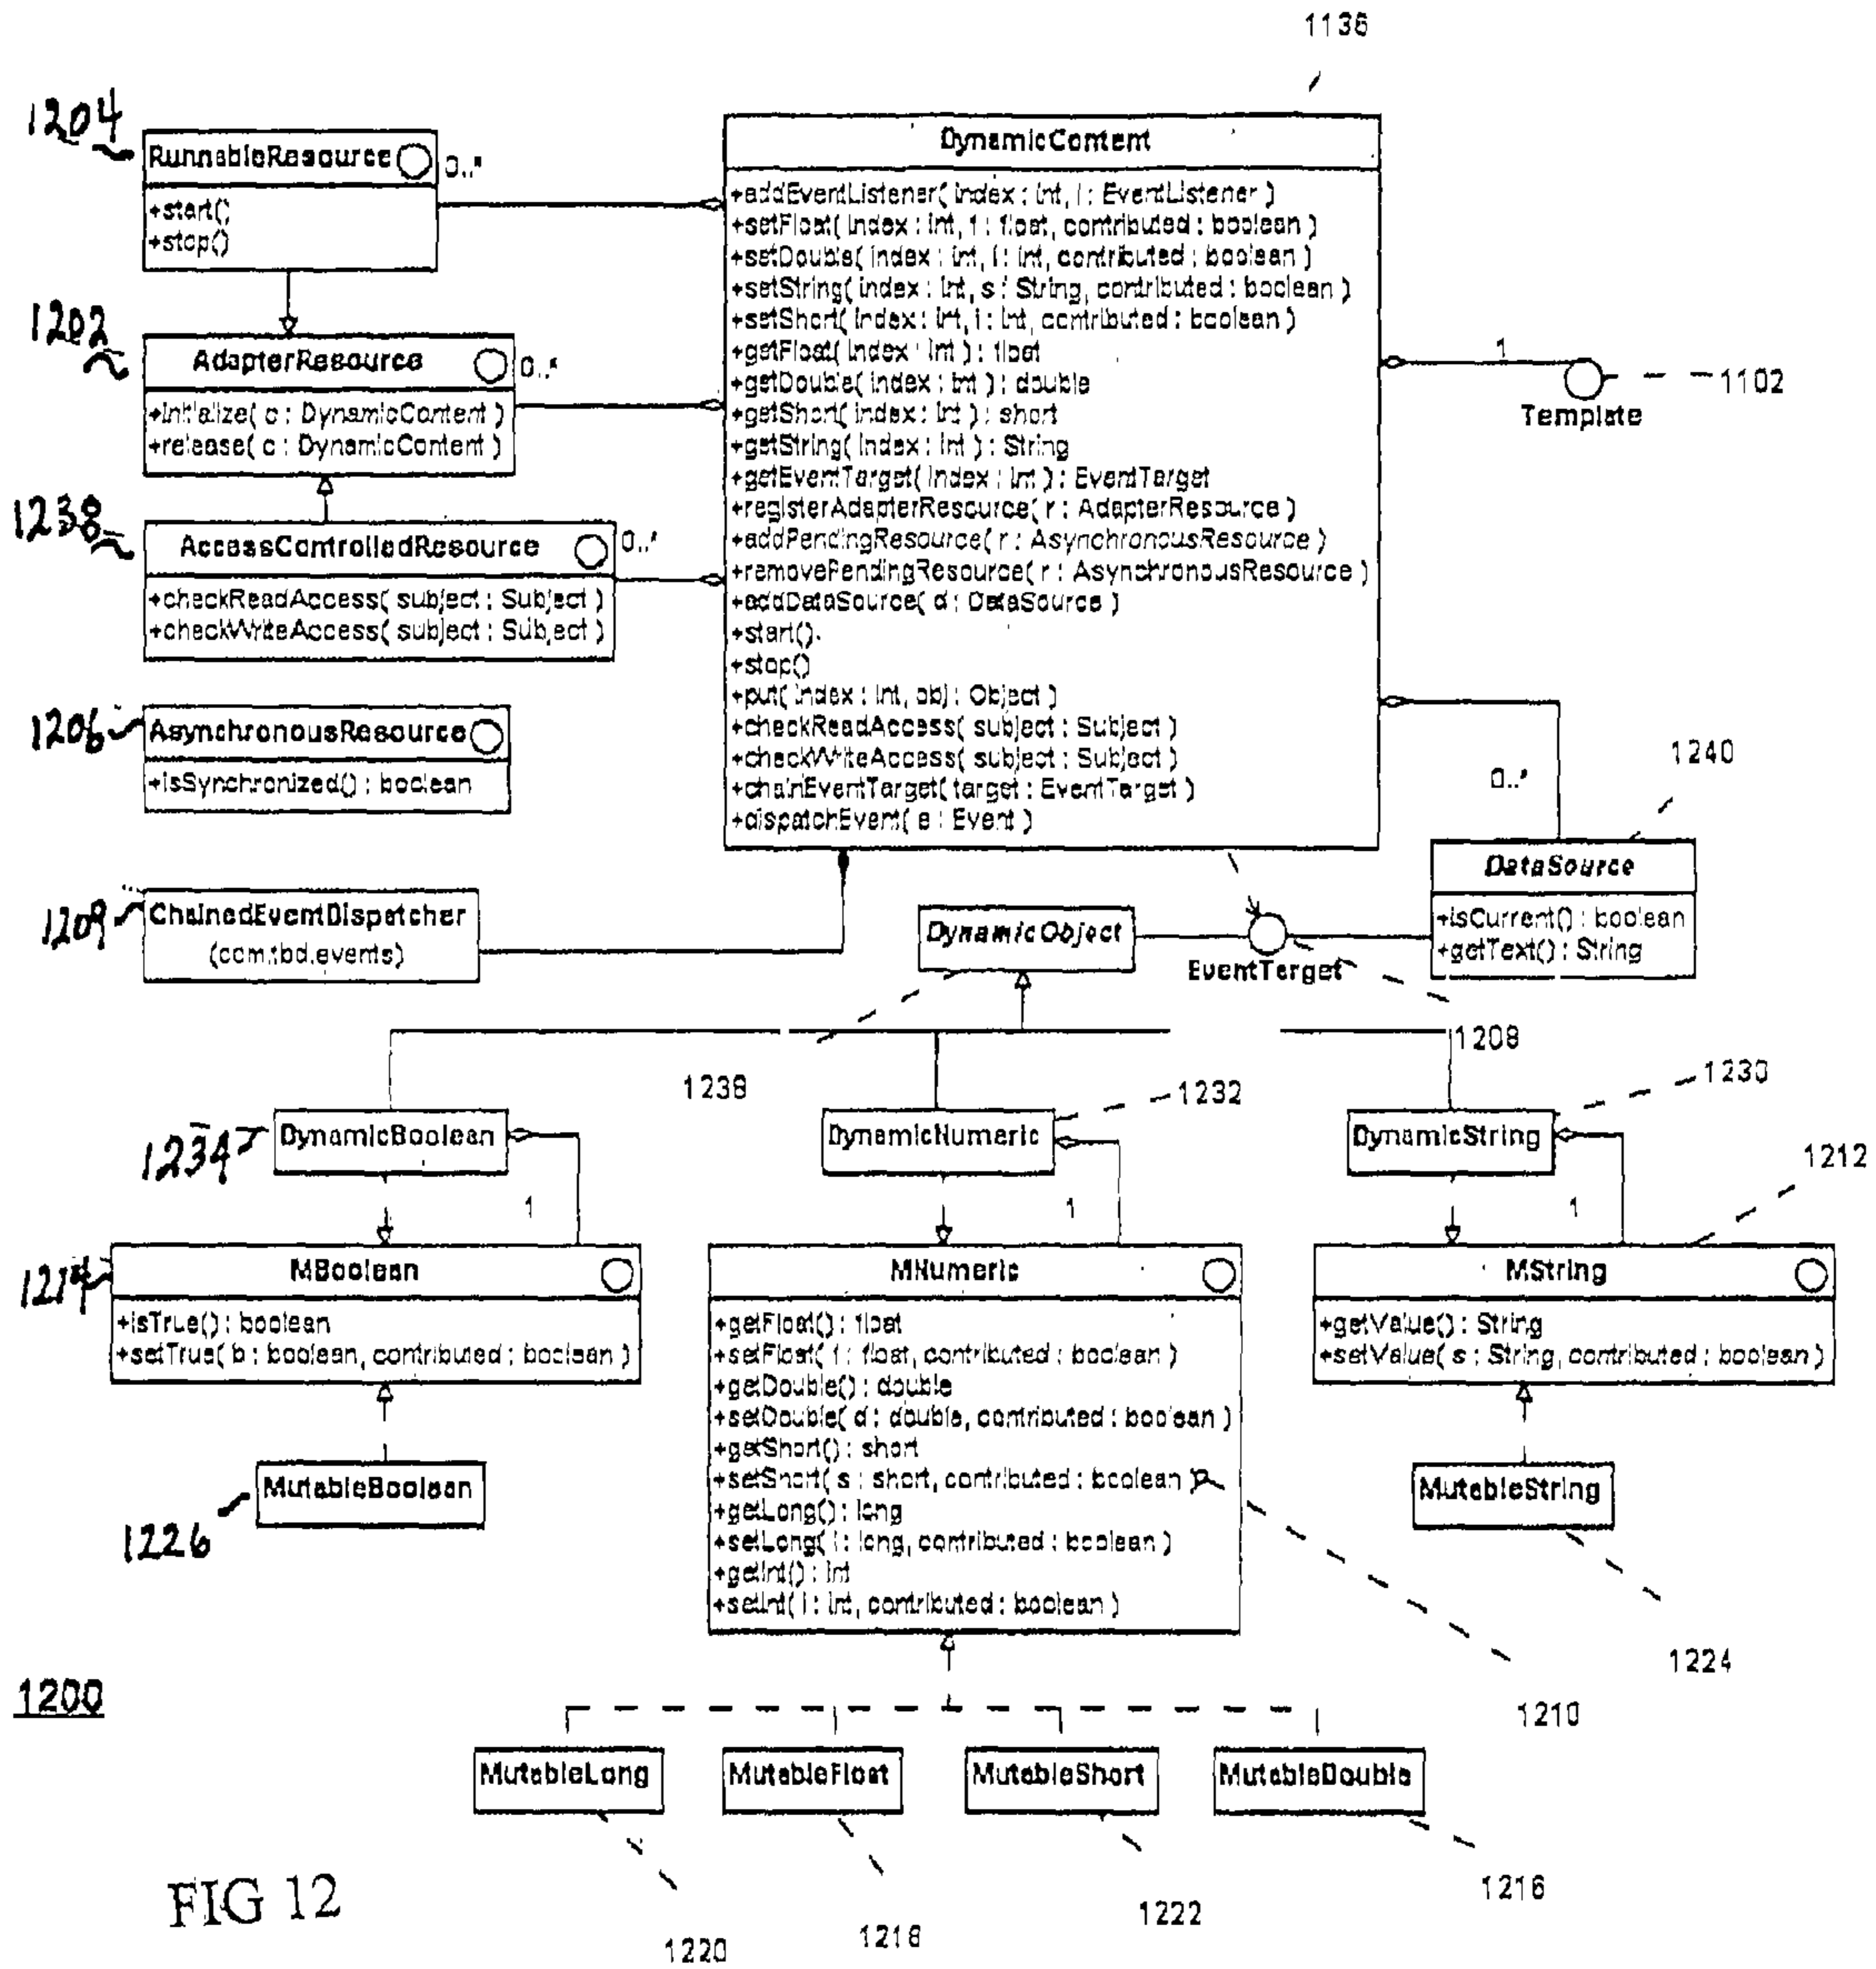 1136
1204
RunnableResource
0..*
+start()
+stop()
1202
AdapterResource
0..*
+initialize( c : DynamicContent )
+release( c : DynamicContent )
1238
AccessControlledResource
0..*
+checkReadAccess( subject : Subject )
+checkWriteAccess( subject : Subject )
1206
AsynchronousResource
+isSynchronized() : boolean
1209
ChainedEventDispatcher
(com.tbd.events)
DynamicContent
+addEventListener( index : int, l : EventListener )
+setFloat( index : int, f : float, contributed : boolean )
+setDouble( index : int, i : int, contributed : boolean )
+setString( index : int, s : String, contributed : boolean )
+setShort( index : int, i : int, contributed : boolean )
+getFloat( index : int ) : float
+getDouble( index : int ) : double
+getShort( index : int ) : short
+getString( index : int ) : String
+getEventTarget( index : int ) : EventTarget
+registerAdapterResource( r : AdapterResource )
+addPendingResource( r : AsynchronousResource )
+removePendingResource( r : AsynchronousResource )
+addDataSource( d : DataSource )
+start()
+stop()
+put( index : int, obj : Object )
+checkReadAccess( subject : Subject )
+checkWriteAccess( subject : Subject )
+chainEventTarget( target : EventTarget )
+dispatchEvent( e : Event )
1
Template
1102
0..*
1240
DataSource
+isCurrent() : boolean
+getText() : String
DynamicObject
EventTarget
1208
1238
1234
DynamicBoolean
1
1232
DynamicNumeric
1
1230
DynamicString
1
1212
1214
MBoolean
+isTrue() : boolean
+setTrue( b : boolean, contributed : boolean )
MNumeric
+getFloat() : float
+setFloat( f : float, contributed : boolean )
+getDouble() : double
+setDouble( d : double, contributed : boolean )
+getShort() : short
+setShort( s : short, contributed : boolean )
+getLong() : long
+setLong( l : long, contributed : boolean )
+getInt() : int
+setInt( i : int, contributed : boolean )
MString
+getValue() : String
+setValue( s : String, contributed : boolean )
MutableBoolean
1226
MutableString
1224
1210
1200
MutableLong
MutableFloat
MutableShort
MutableDouble
1220
1218
1222
1216
FIG 12